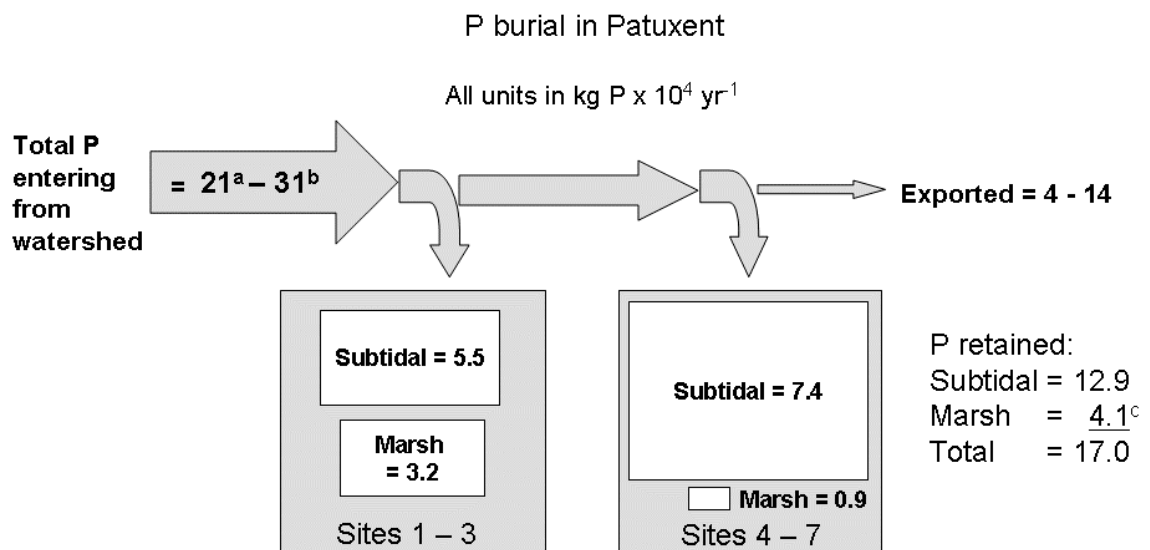 P burial in Patuxent
All units in kg P x 10⁴ yr⁻¹
Total P
entering
from
watershed
= 21ᵃ – 31ᵇ
Exported = 4 - 14
Subtidal = 5.5
Marsh
= 3.2
Sites 1 – 3
Subtidal = 7.4
Marsh = 0.9
Sites 4 – 7
P retained:
Subtidal = 12.9
Marsh = 4.1ᶜ
Total = 17.0